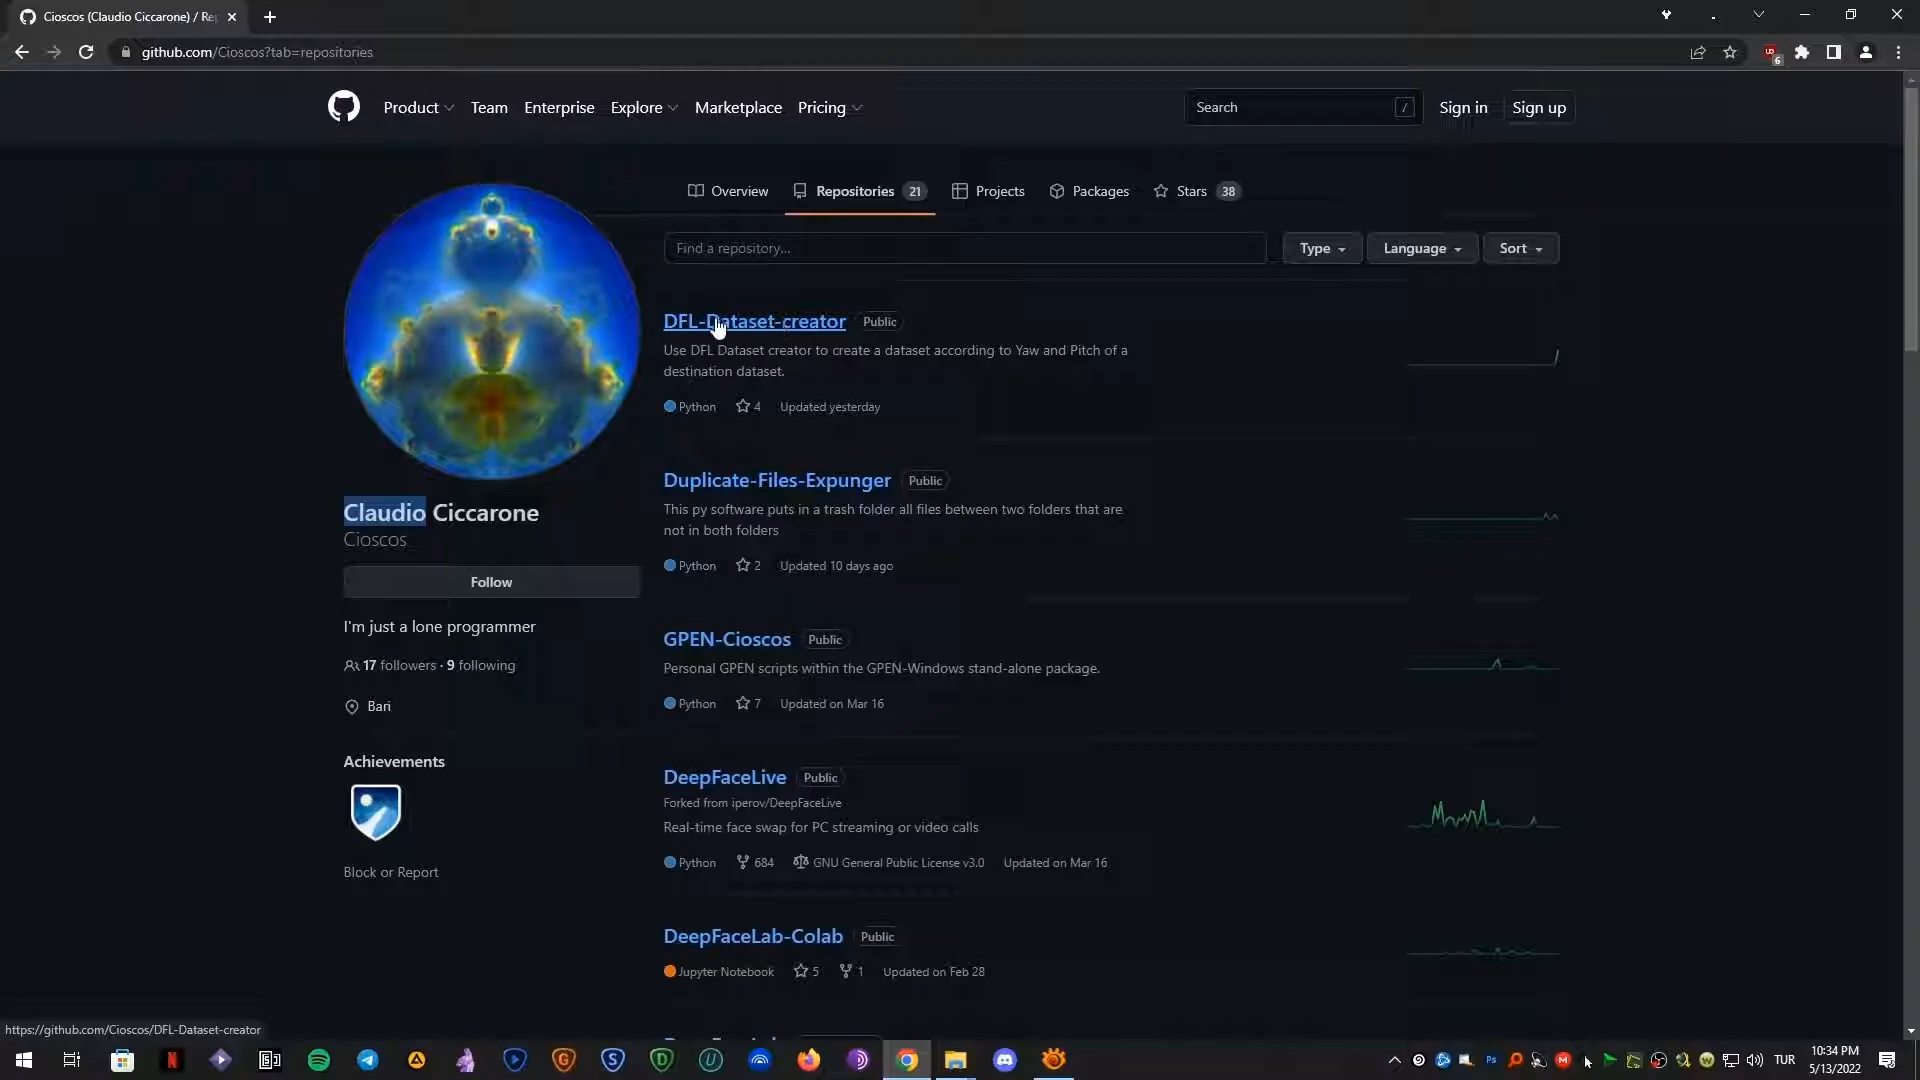 Cioscos (Claudio Ciccarone) / Rep
github.com/Cioscos?tab=repositories
6
Product
Team
Enterprise
Explore
Marketplace
Pricing
Search
/
Sign in
Sign up
Overview
Repositories 21
Projects
Packages
Stars 38
Find a repository...
Type
Language
Sort
DFL-Dataset-creator Public
Use DFL Dataset creator to create a dataset according to Yaw and Pitch of a
destination dataset.
Python 4 Updated yesterday
Duplicate-Files-Expunger Public
This py software puts in a trash folder all files between two folders that are
not in both folders
Python 2 Updated 10 days ago
GPEN-Cioscos Public
Personal GPEN scripts within the GPEN-Windows stand-alone package.
Python 7 Updated on Mar 16
DeepFaceLive Public
Forked from iperov/DeepFaceLive
Real-time face swap for PC streaming or video calls
Python 684 GNU General Public License v3.0 Updated on Mar 16
DeepFaceLab-Colab Public
Jupyter Notebook 5 1 Updated on Feb 28
Claudio Ciccarone
Cioscos
Follow
I'm just a lone programmer
17 followers · 9 following
Bari
Achievements
Block or Report
https://github.com/Cioscos/DFL-Dataset-creator
TUR
10:34 PM
5/13/2022